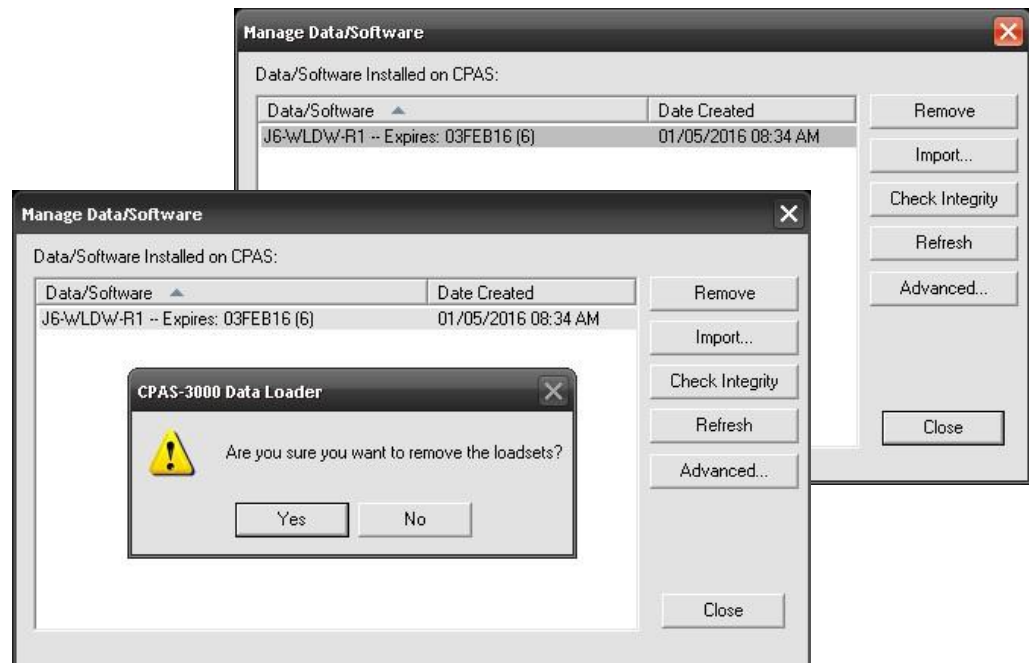 Manage Data/Software
Data/Software Installed on CPAS:
Data/Software Date Created
J6-WLDW-R1 -- Expires: 03FEB16 (6) 01/05/2016 08:34 AM
Remove
Import...
Check Integrity
Refresh
Advanced...
Close
Manage Data/Software
Data/Software Installed on CPAS:
Data/Software Date Created
J6-WLDW-R1 -- Expires: 03FEB16 (6) 01/05/2016 08:34 AM
Remove
Import...
Check Integrity
Refresh
Advanced...
Close
CPAS-3000 Data Loader
Are you sure you want to remove the loadsets?
Yes No